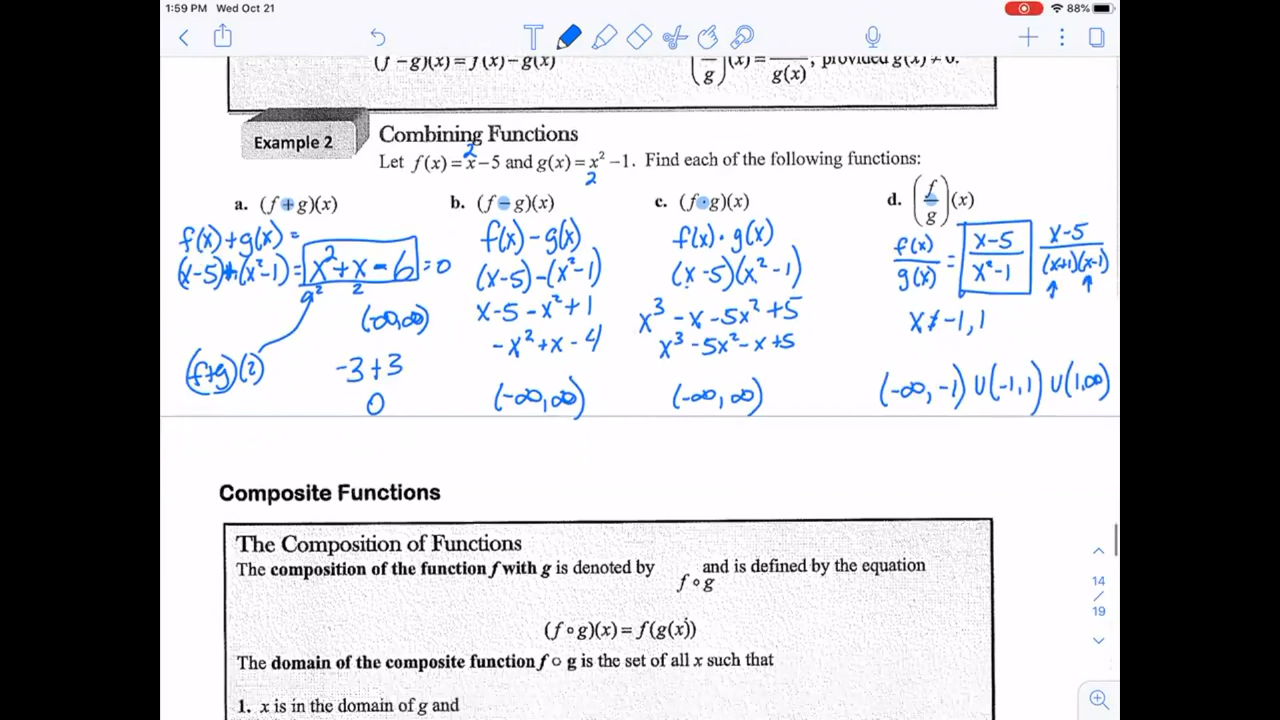 1:59 PM Wed Oct 21
88%
(f − g)(x) = f(x) − g(x)
(f/g)(x) = /g(x), provided g(x) ≠ 0.
Example 2
Combining Functions
Let f(x) = x − 5 and g(x) = x² − 1. Find each of the following functions:
2
2
a. (f + g)(x)
b. (f − g)(x)
c. (f · g)(x)
d. (f/g)(x)
f(x) + g(x) =
(x-5)+(x²-1) = x²+x-6 = 0
2² 2
(-∞,∞)
(f+g)(2)
-3+3
0
f(x) - g(x)
(x-5)-(x²-1)
x-5-x²+1
-x²+x-4
(-∞,∞)
f(x)·g(x)
(x-5)(x²-1)
x³-x-5x²+5
x³-5x²-x+5
(-∞,∞)
f(x)/g(x) = x-5/x²-1 x-5/(x+1)(x-1)
x≠-1,1
(-∞,-1)∪(-1,1)∪(1,∞)
Composite Functions
The Composition of Functions
The composition of the function f with g is denoted by f ∘ g and is defined by the equation
(f ∘ g)(x) = f(g(x))
The domain of the composite function f ∘ g is the set of all x such that
1. x is in the domain of g and
14
/
19